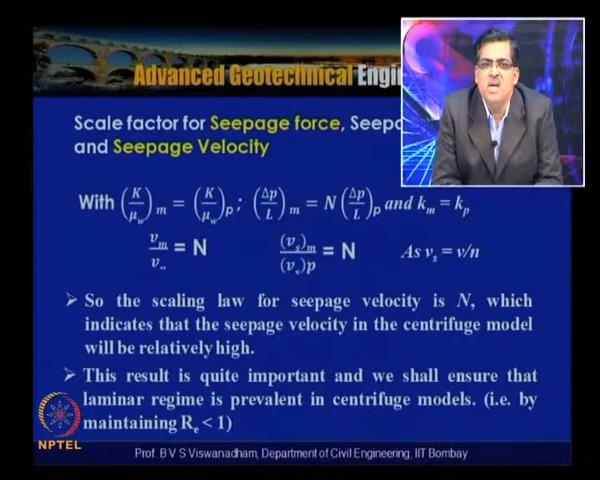 Advanced Geotechnical Engi
Scale factor for Seepage force, Seepa
and Seepage Velocity
With (K/μw)m = (K/μw)p; (Δp/L)m = N(Δp/L)p and km = kp
vm/v.. = N (vs)m/(vs)p = N As vs = v/n
➢ So the scaling law for seepage velocity is N, which
indicates that the seepage velocity in the centrifuge model
will be relatively high.
➢ This result is quite important and we shall ensure that
laminar regime is prevalent in centrifuge models. (i.e. by
maintaining Re < 1)
NPTEL
Prof. B V S Viswanadham, Department of Civil Engineering, IIT Bombay